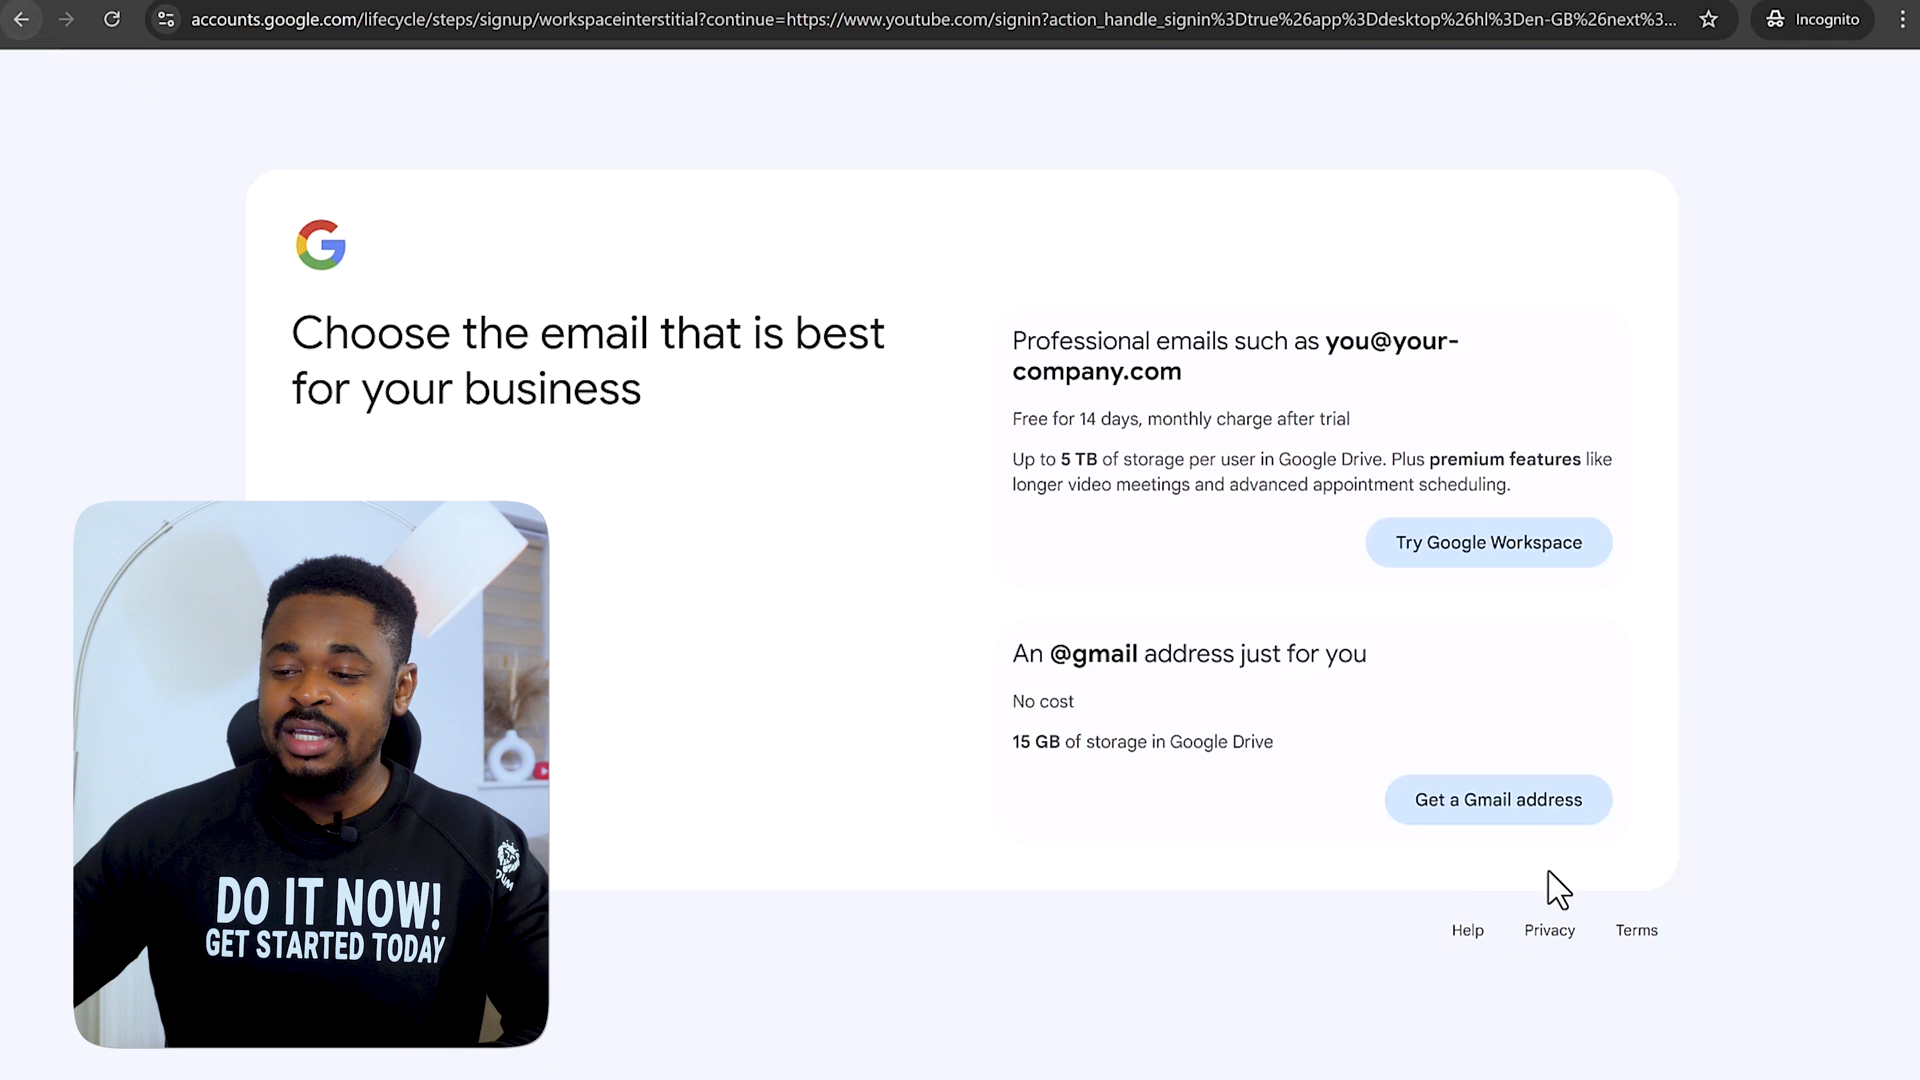 accounts.google.com/lifecycle/steps/signup/workspaceinterstitial?continue=https://www.youtube.com/signin?action_handle_signin%3Dtrue%26app%3Ddesktop%26hl%3Den-GB%26next%3...
Incognito
Choose the email that is best
for your business
Professional emails such as you@your-
company.com
Free for 14 days, monthly charge after trial
Up to 5 TB of storage per user in Google Drive. Plus premium features like
longer video meetings and advanced appointment scheduling.
Try Google Workspace
An @gmail address just for you
No cost
15 GB of storage in Google Drive
Get a Gmail address
Help Privacy Terms
DO IT NOW!
GET STARTED TODAY